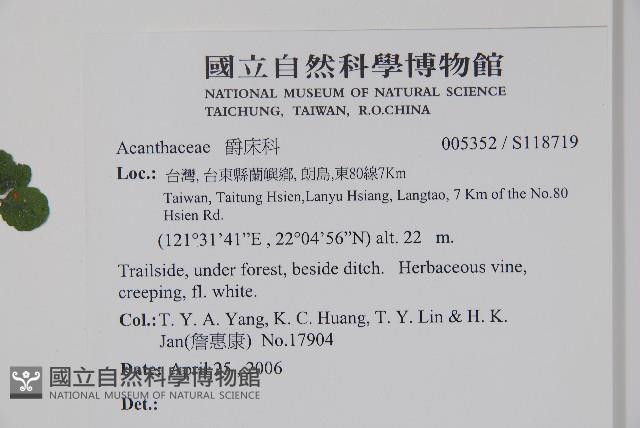 國立自然科學博物館
NATIONAL MUSEUM OF NATURAL SCIENCE
TAICHUNG, TAIWAN, R.O.CHINA
Acanthaceae 爵床科 005352 / S118719
Loc.: 台灣, 台東縣蘭嶼鄉, 朗島,東80線7Km
Taiwan, Taitung Hsien,Lanyu Hsiang, Langtao, 7 Km of the No.80
Hsien Rd.
(121°31’41”E , 22°04’56”N) alt. 22 m.
Trailside, under forest, beside ditch. Herbaceous vine,
creeping, fl. white.
Col.: T. Y. A. Yang, K. C. Huang, T. Y. Lin & H. K.
Jan(詹惠康) No.17904
Date: April 25, 2006
國立自然科學博物館
NATIONAL MUSEUM OF NATURAL SCIENCE
Det.: